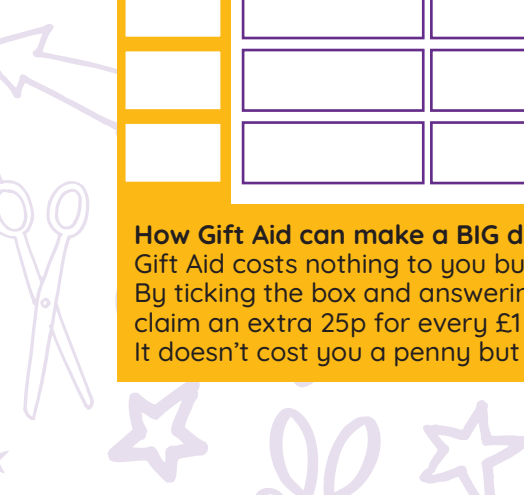 How Gift Aid can make a BIG d
Gift Aid costs nothing to you bu
By ticking the box and answerin
claim an extra 25p for every £1
It doesn’t cost you a penny but